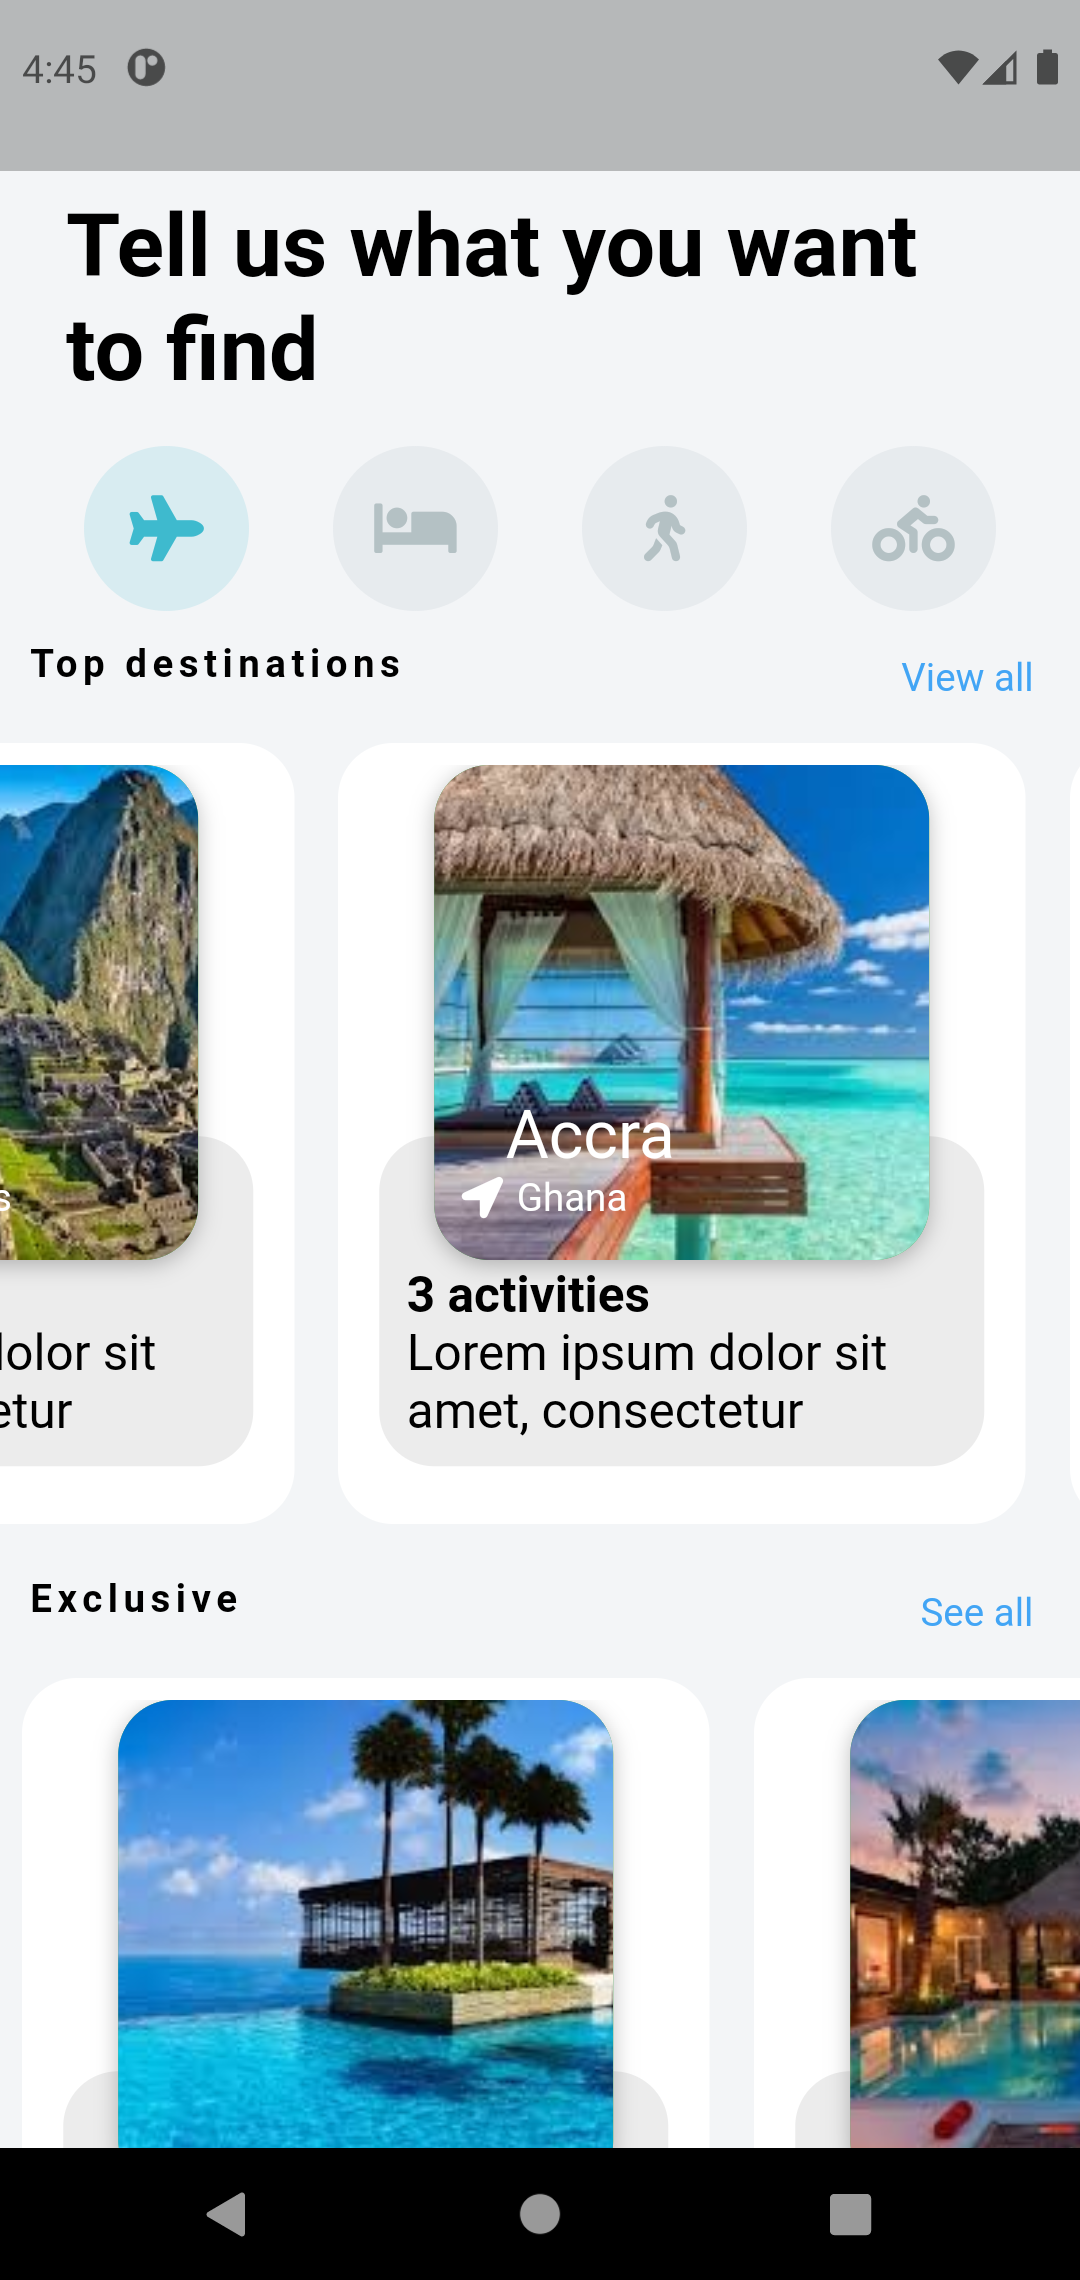 4:45
Tell us what you want
to find
Top destinations
View all
s
dolor sit
etur
Accra
Ghana
3 activities
Lorem ipsum dolor sit
amet, consectetur
Exclusive
See all